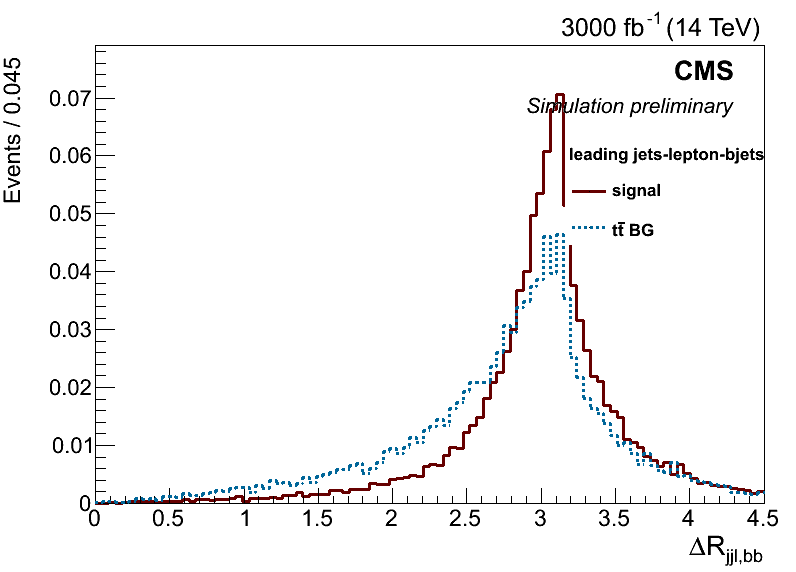 3000 fb⁻¹ (14 TeV)
CMS
Simulation preliminary
leading jets-lepton-bjets
signal
tt̄ BG
Events / 0.045
0.07
0.06
0.05
0.04
0.03
0.02
0.01
0
0 0.5 1 1.5 2 2.5 3 3.5 4 4.5
ΔR_jjl,bb